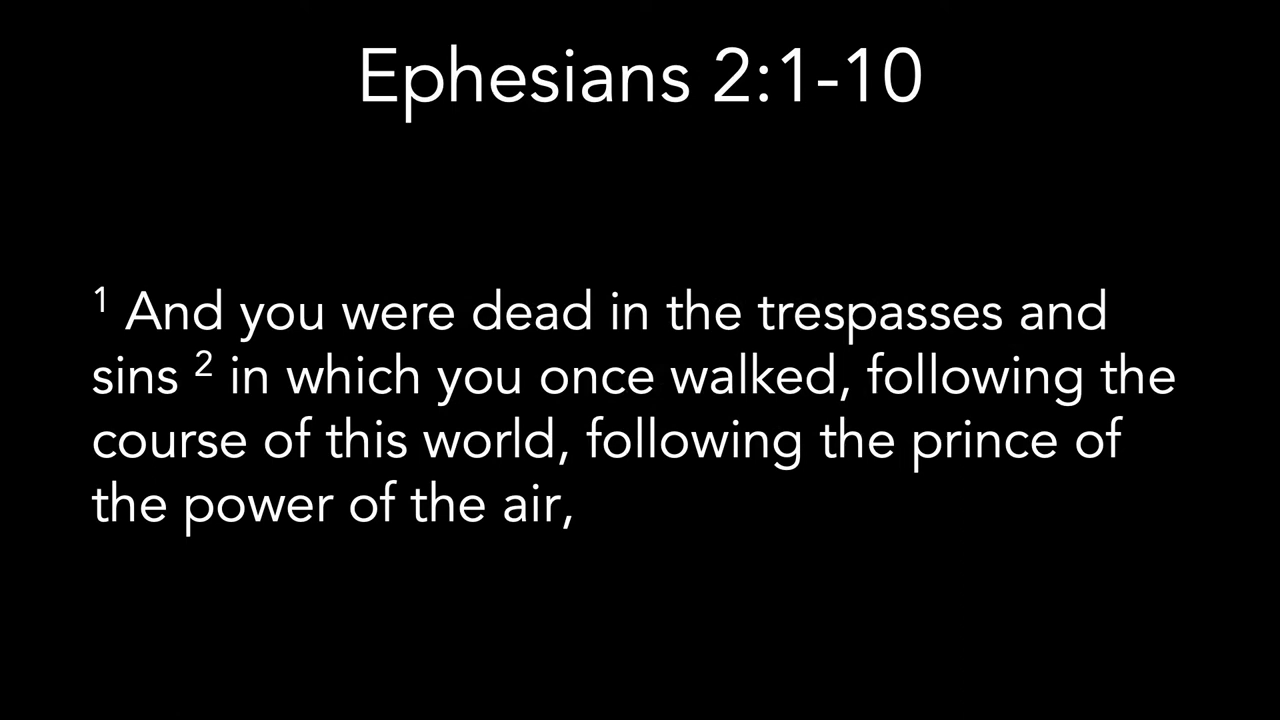 Ephesians 2:1-10
¹ And you were dead in the trespasses and
sins ² in which you once walked, following the
course of this world, following the prince of
the power of the air,